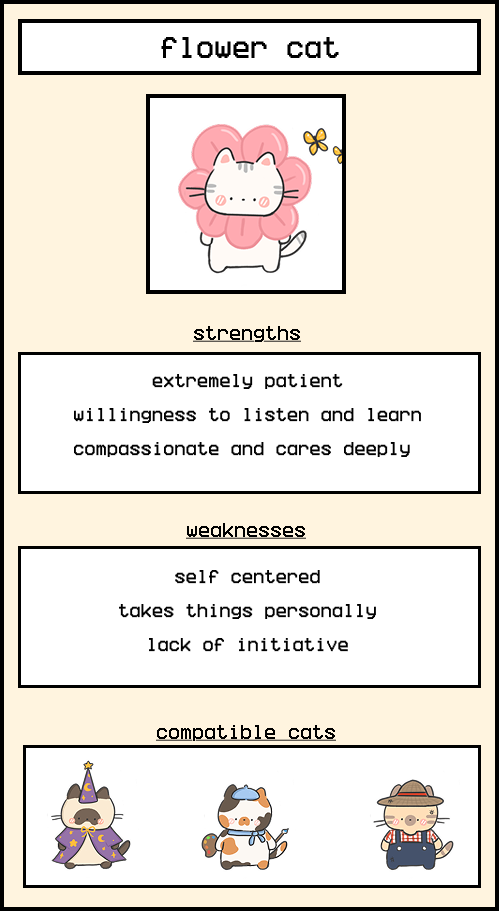 flower cat
strengths
extremely patient
willingness to listen and learn
compassionate and cares deeply
weaknesses
self centered
takes things personally
lack of initiative
compatible cats